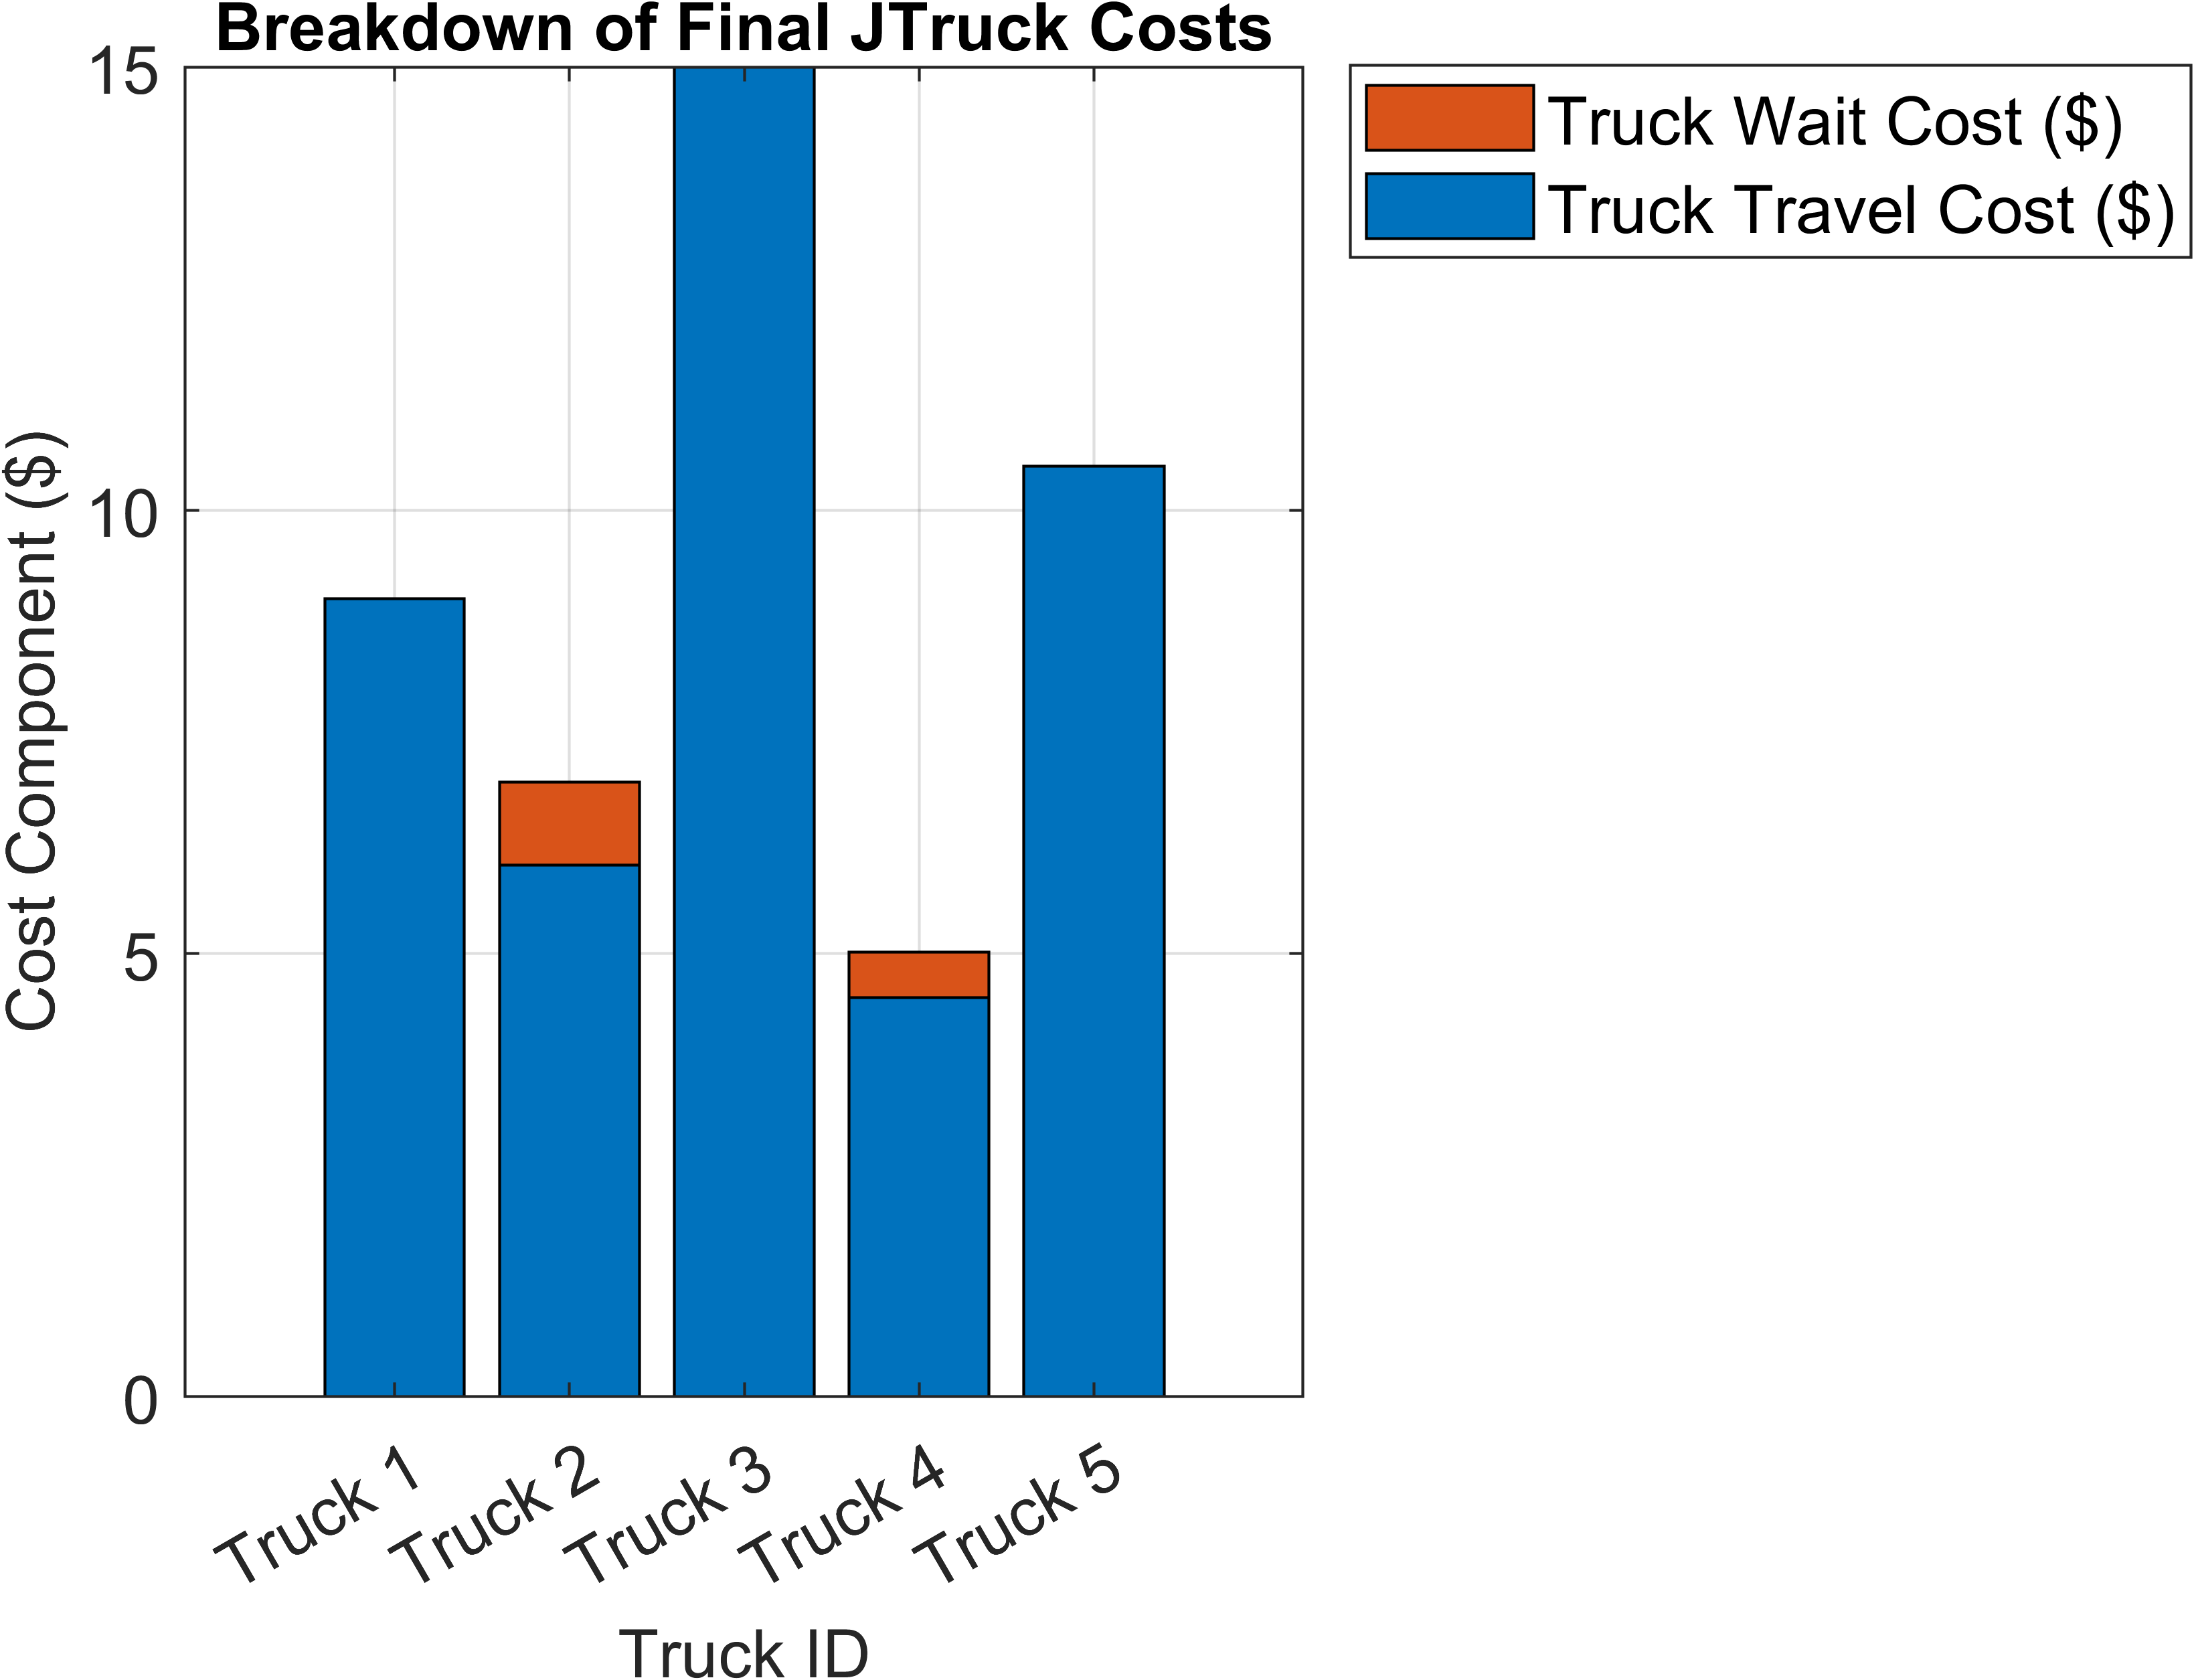 Breakdown of Final JTruck Costs
15
10
5
0
Cost Component ($)
Truck 1
Truck 2
Truck 3
Truck 4
Truck 5
Truck ID
Truck Wait Cost ($)
Truck Travel Cost ($)